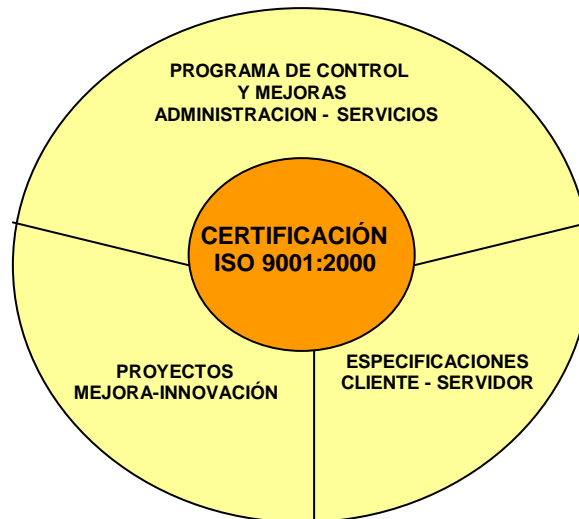 PROGRAMA DE CONTROL
Y MEJORAS
ADMINISTRACION - SERVICIOS
CERTIFICACIÓN
ISO 9001:2000
PROYECTOS
MEJORA-INNOVACIÓN
ESPECIFICACIONES
CLIENTE - SERVIDOR